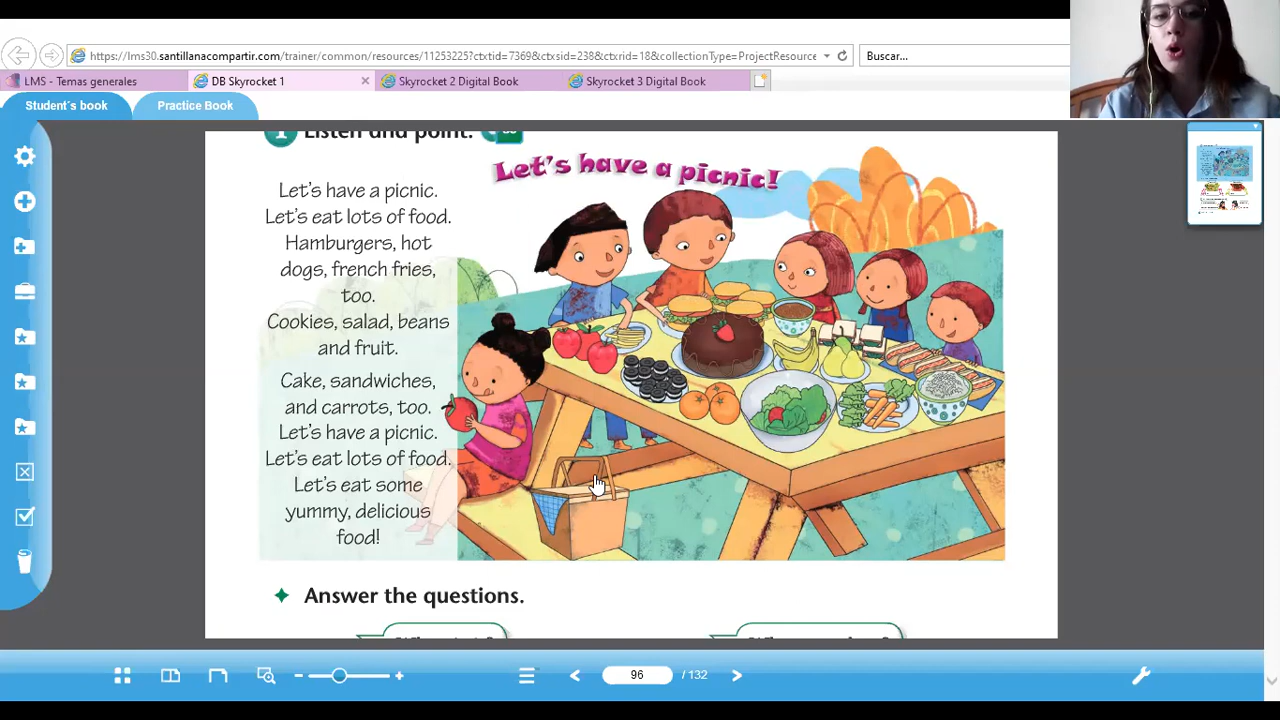 https://lms30.santillanacompartir.com/trainer/common/resources/11253225?ctxtid=7369&ctxsid=238&ctxrid=18&collectionType=ProjectResource
Buscar...
LMS - Temas generales
DB Skyrocket 1
Skyrocket 2 Digital Book
Skyrocket 3 Digital Book
Student´s book
Practice Book
1 Listen and point.
Let's have a picnic!
Let's have a picnic.
Let's eat lots of food.
Hamburgers, hot
dogs, french fries,
too.
Cookies, salad, beans
and fruit.
Cake, sandwiches,
and carrots, too.
Let's have a picnic.
Let's eat lots of food.
Let's eat some
yummy, delicious
food!
Answer the questions.
96 / 132